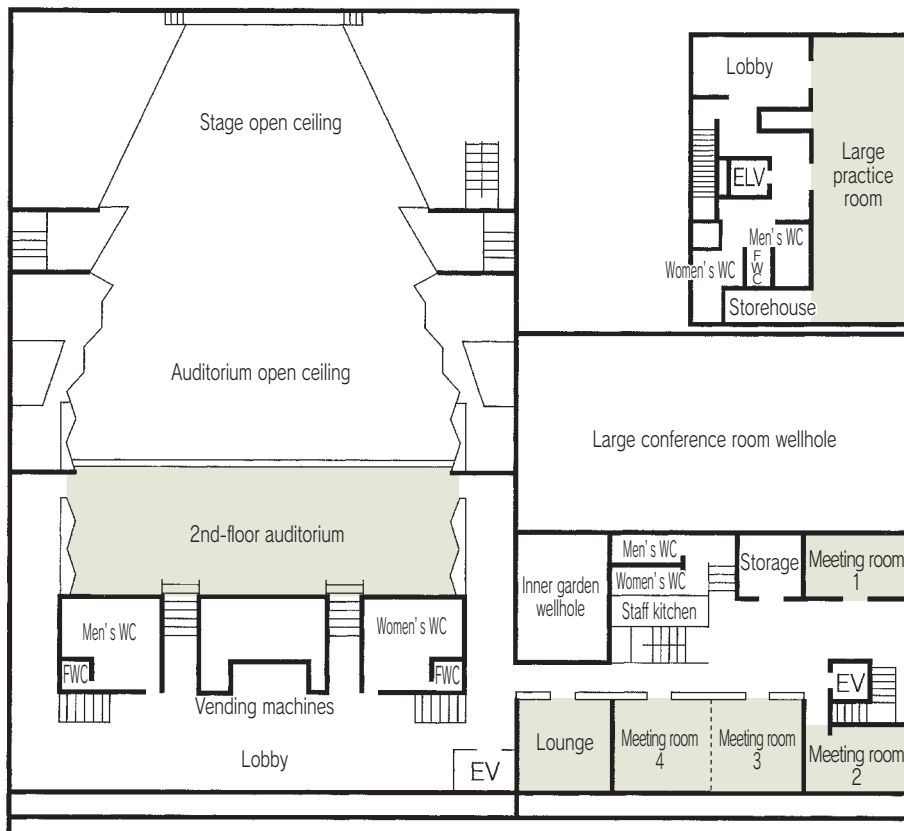 Stage open ceiling
Auditorium open ceiling
2nd-floor auditorium
Men's WC
FWC
Women's WC
FWC
Vending machines
Lobby
EV
Lobby
Large
practice
room
ELV
Men's WC
FWC
Women's WC
Storehouse
Large conference room wellhole
Inner garden
wellhole
Men's WC
Women's WC
Staff kitchen
Storage
Meeting room
1
EV
Lounge
Meeting room
4
Meeting room
3
Meeting room
2